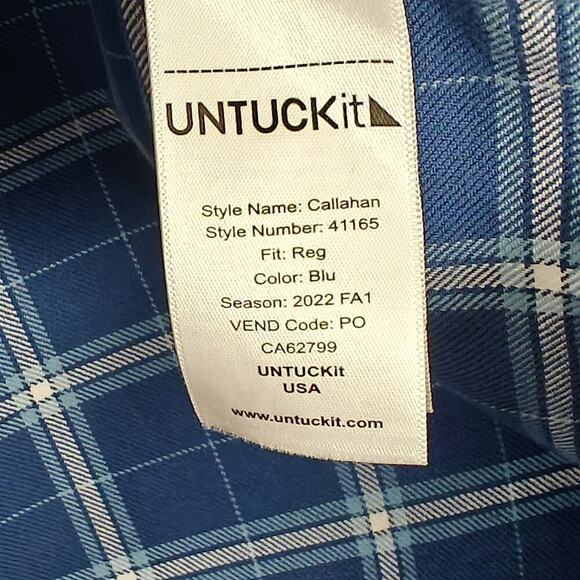 UNTUCKit
Style Name: Callahan
Style Number: 41165
Fit: Reg
Color: Blu
Season: 2022 FA1
VEND Code: PO
CA62799
UNTUCKit
USA
www.untuckit.com